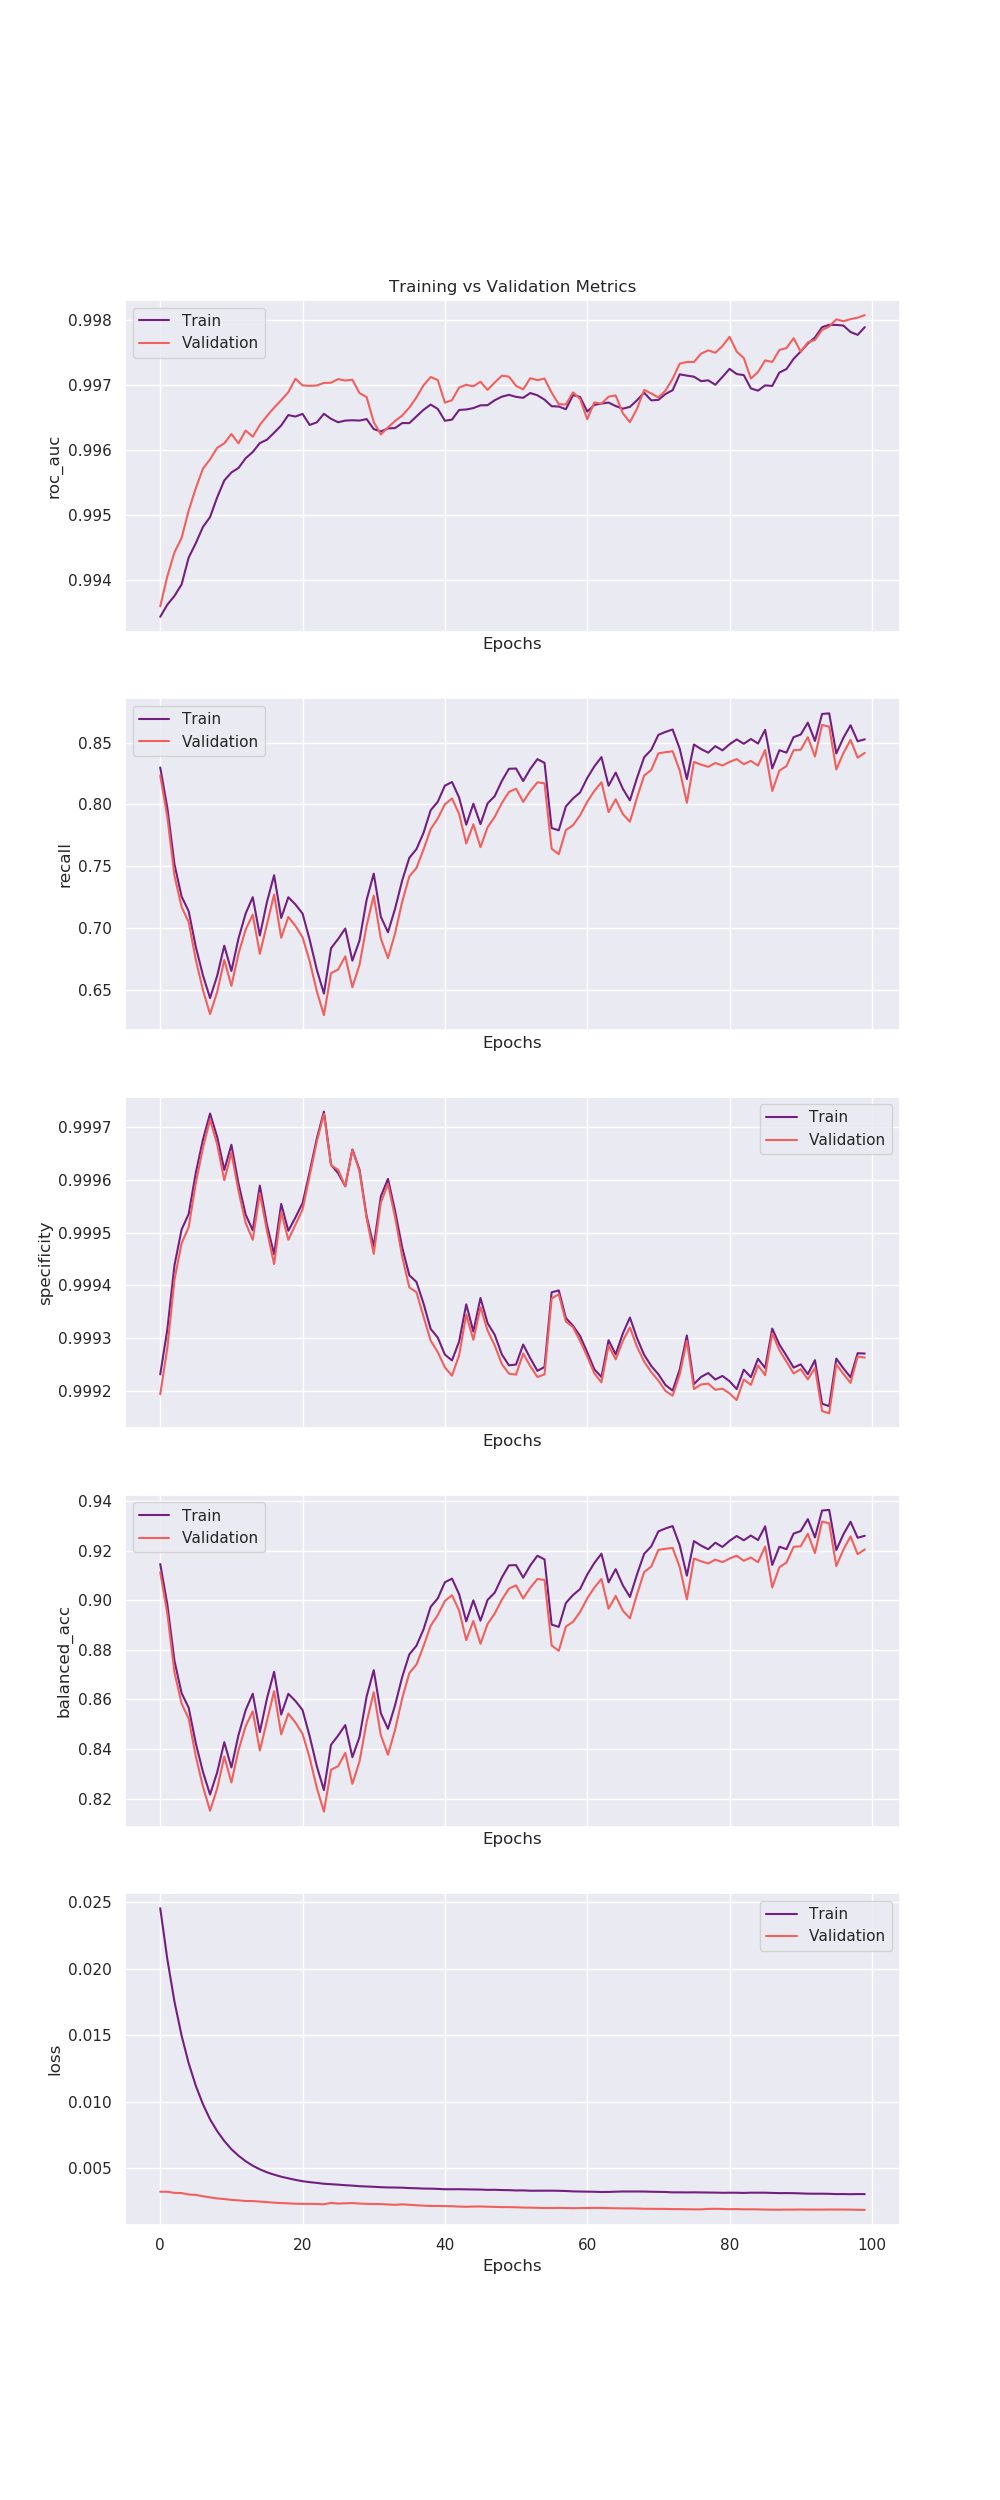 Training vs Validation Metrics
Train
Validation
0.998
0.997
0.996
0.995
0.994
roc_auc
Epochs
Train
Validation
0.85
0.80
0.75
0.70
0.65
recall
Epochs
Train
Validation
0.9997
0.9996
0.9995
0.9994
0.9993
0.9992
specificity
Epochs
Train
Validation
0.94
0.92
0.90
0.88
0.86
0.84
0.82
balanced_acc
Epochs
Train
Validation
0.025
0.020
0.015
0.010
0.005
loss
0 20 40 60 80 100
Epochs